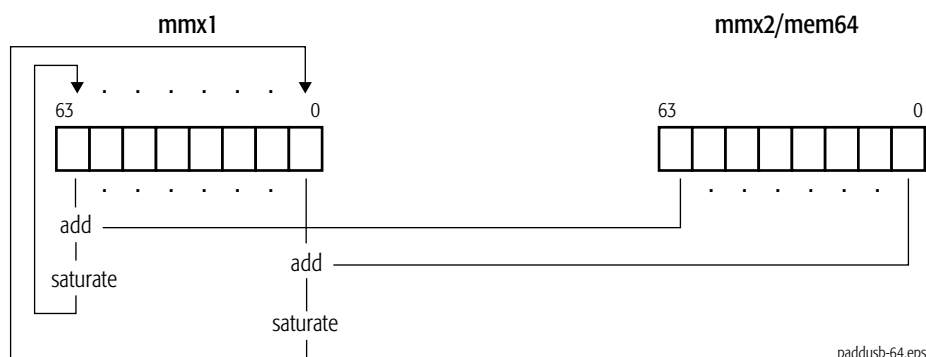 mmx1 mmx2/mem64
. . . . . .
63 0 63 0
. . . . . . . . . . . .
add
add
saturate
saturate
paddusb-64.eps